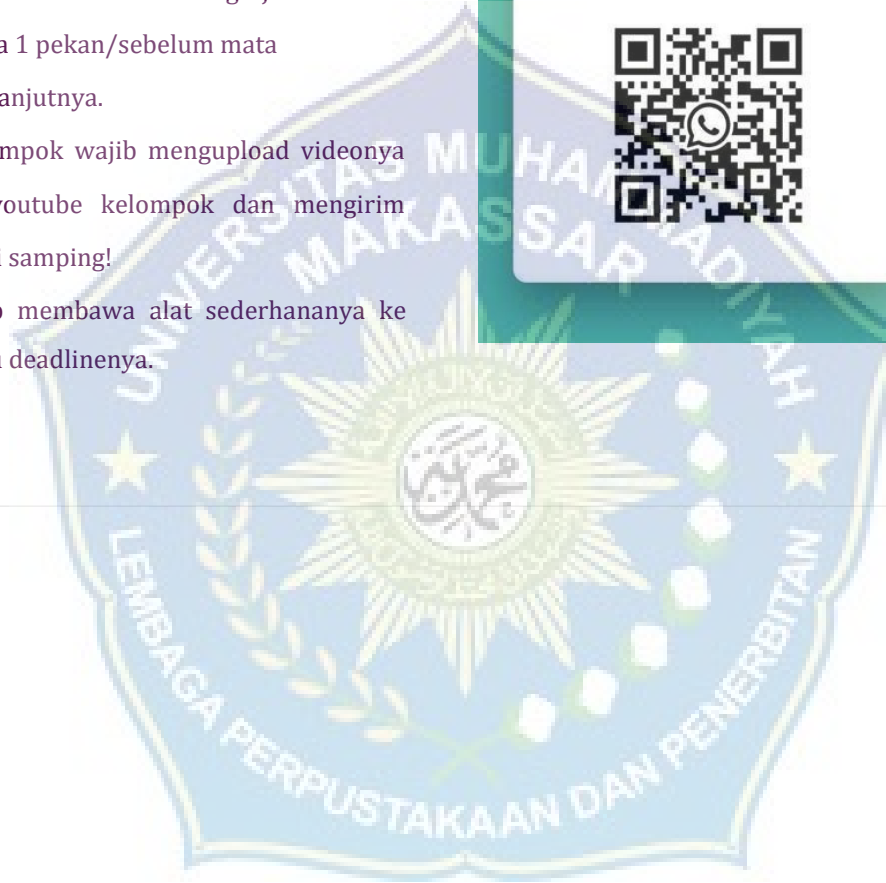 a 1 pekan/sebelum mata
anjutnya.
mpok wajib mengupload videonya
youtube kelompok dan mengirim
i samping!
membawa alat sederhananya ke
deadlinenya.
UNIVERSITAS MUHAMMADIYAH
MAKASSAR
LEMBAGA PERPUSTAKAAN DAN PENERBITAN